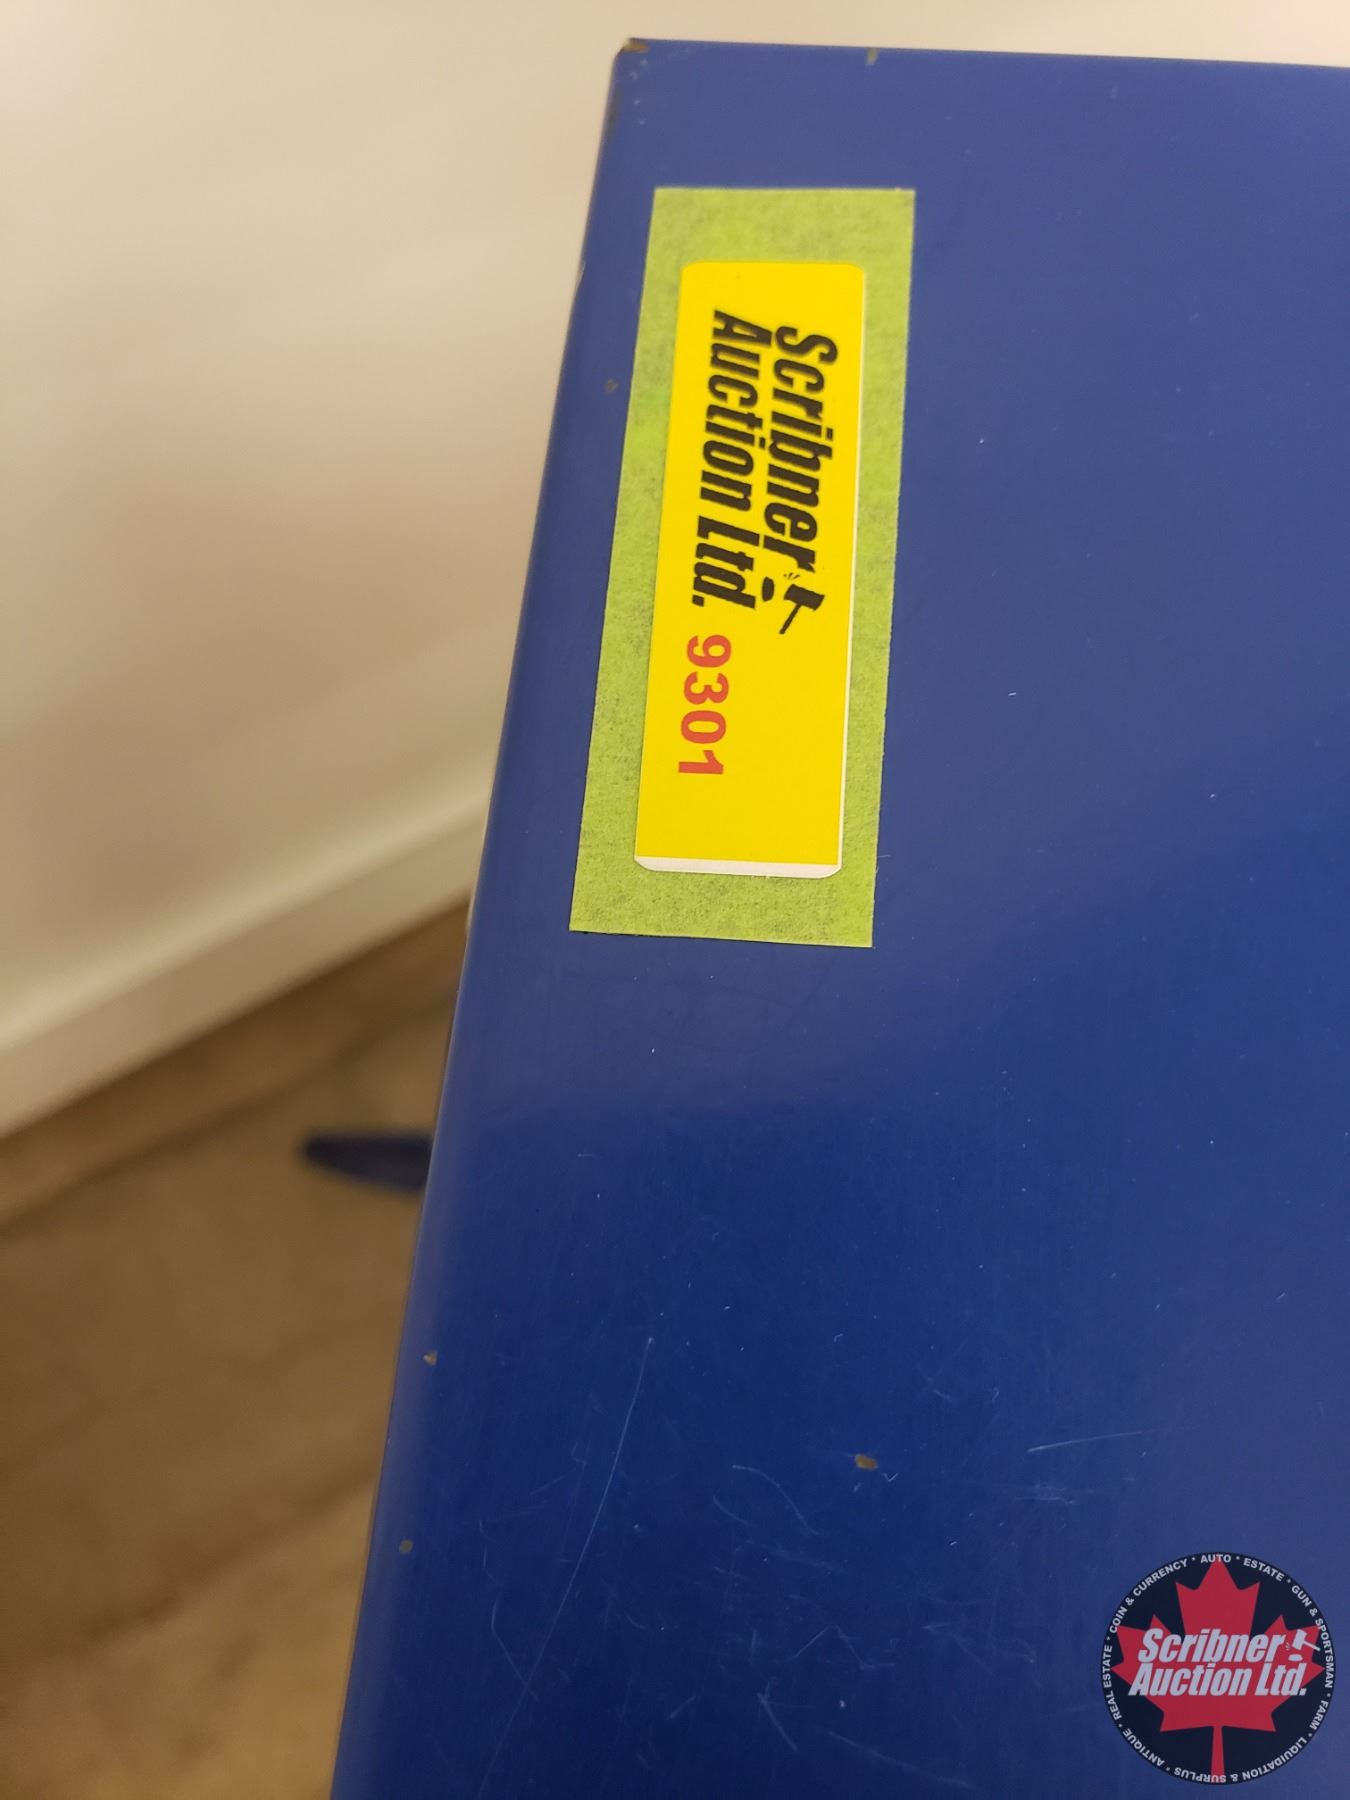 Scribner
Auction Ltd.
9301
COIN & CURRENCY * AUTO * ESTATE * GUN & SPORTSMAN * FARM * LIQUIDATION & SURPLUS * ANTIQUE * REAL ESTATE *
Scribner
Auction Ltd.